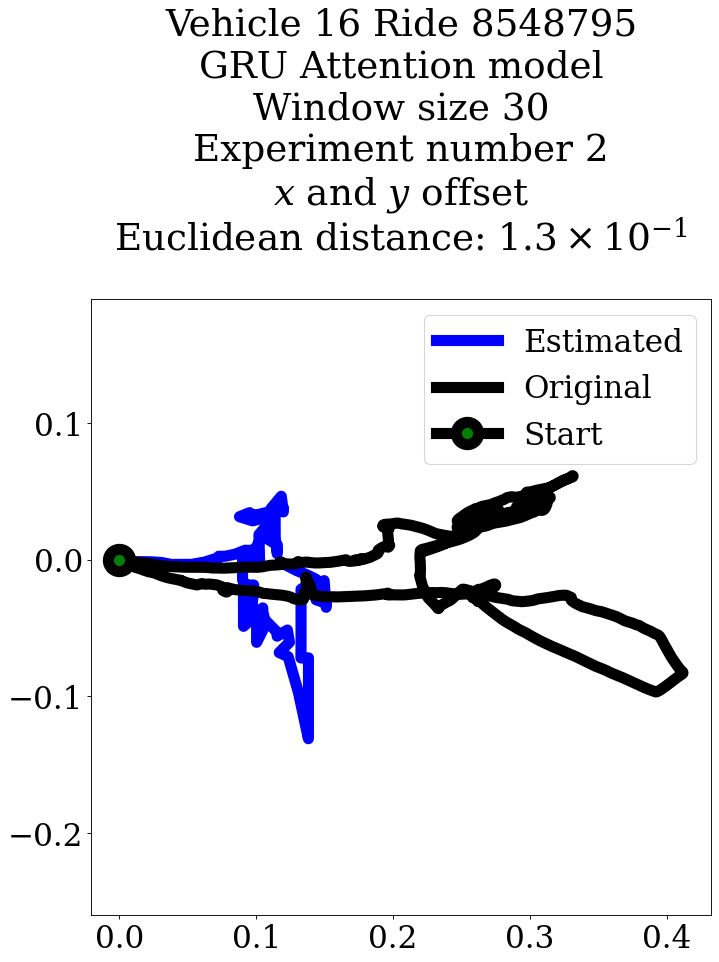 Vehicle 16 Ride 8548795
GRU Attention model
Window size 30
Experiment number 2
x and y offset
Euclidean distance: 1.3 × 10⁻¹
Estimated
Original
Start
0.1
0.0
−0.1
−0.2
0.0 0.1 0.2 0.3 0.4